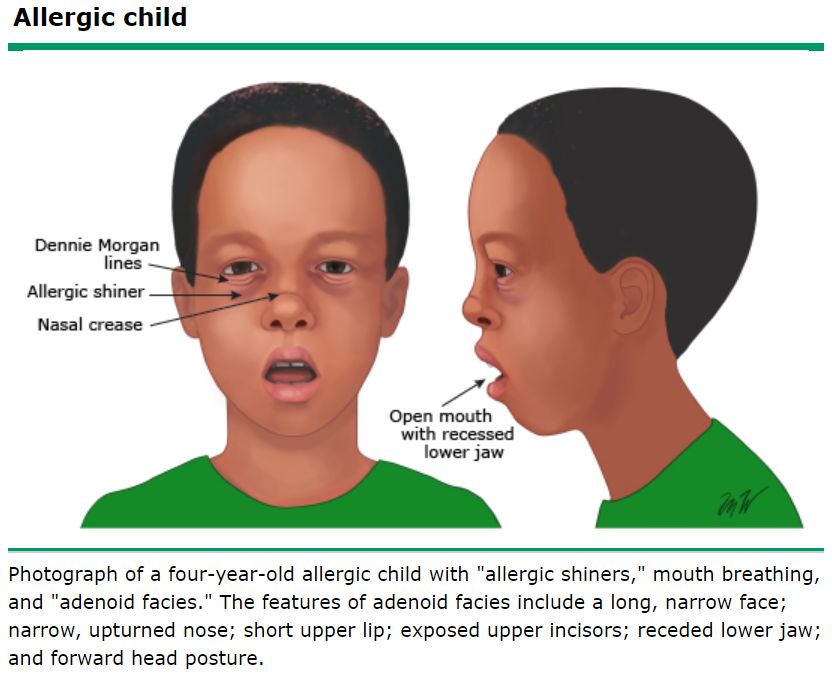 Allergic child
Dennie Morgan
lines
Allergic shiner
Nasal crease
Open mouth
with recessed
lower jaw
Photograph of a four-year-old allergic child with "allergic shiners," mouth breathing,
and "adenoid facies." The features of adenoid facies include a long, narrow face;
narrow, upturned nose; short upper lip; exposed upper incisors; receded lower jaw;
and forward head posture.